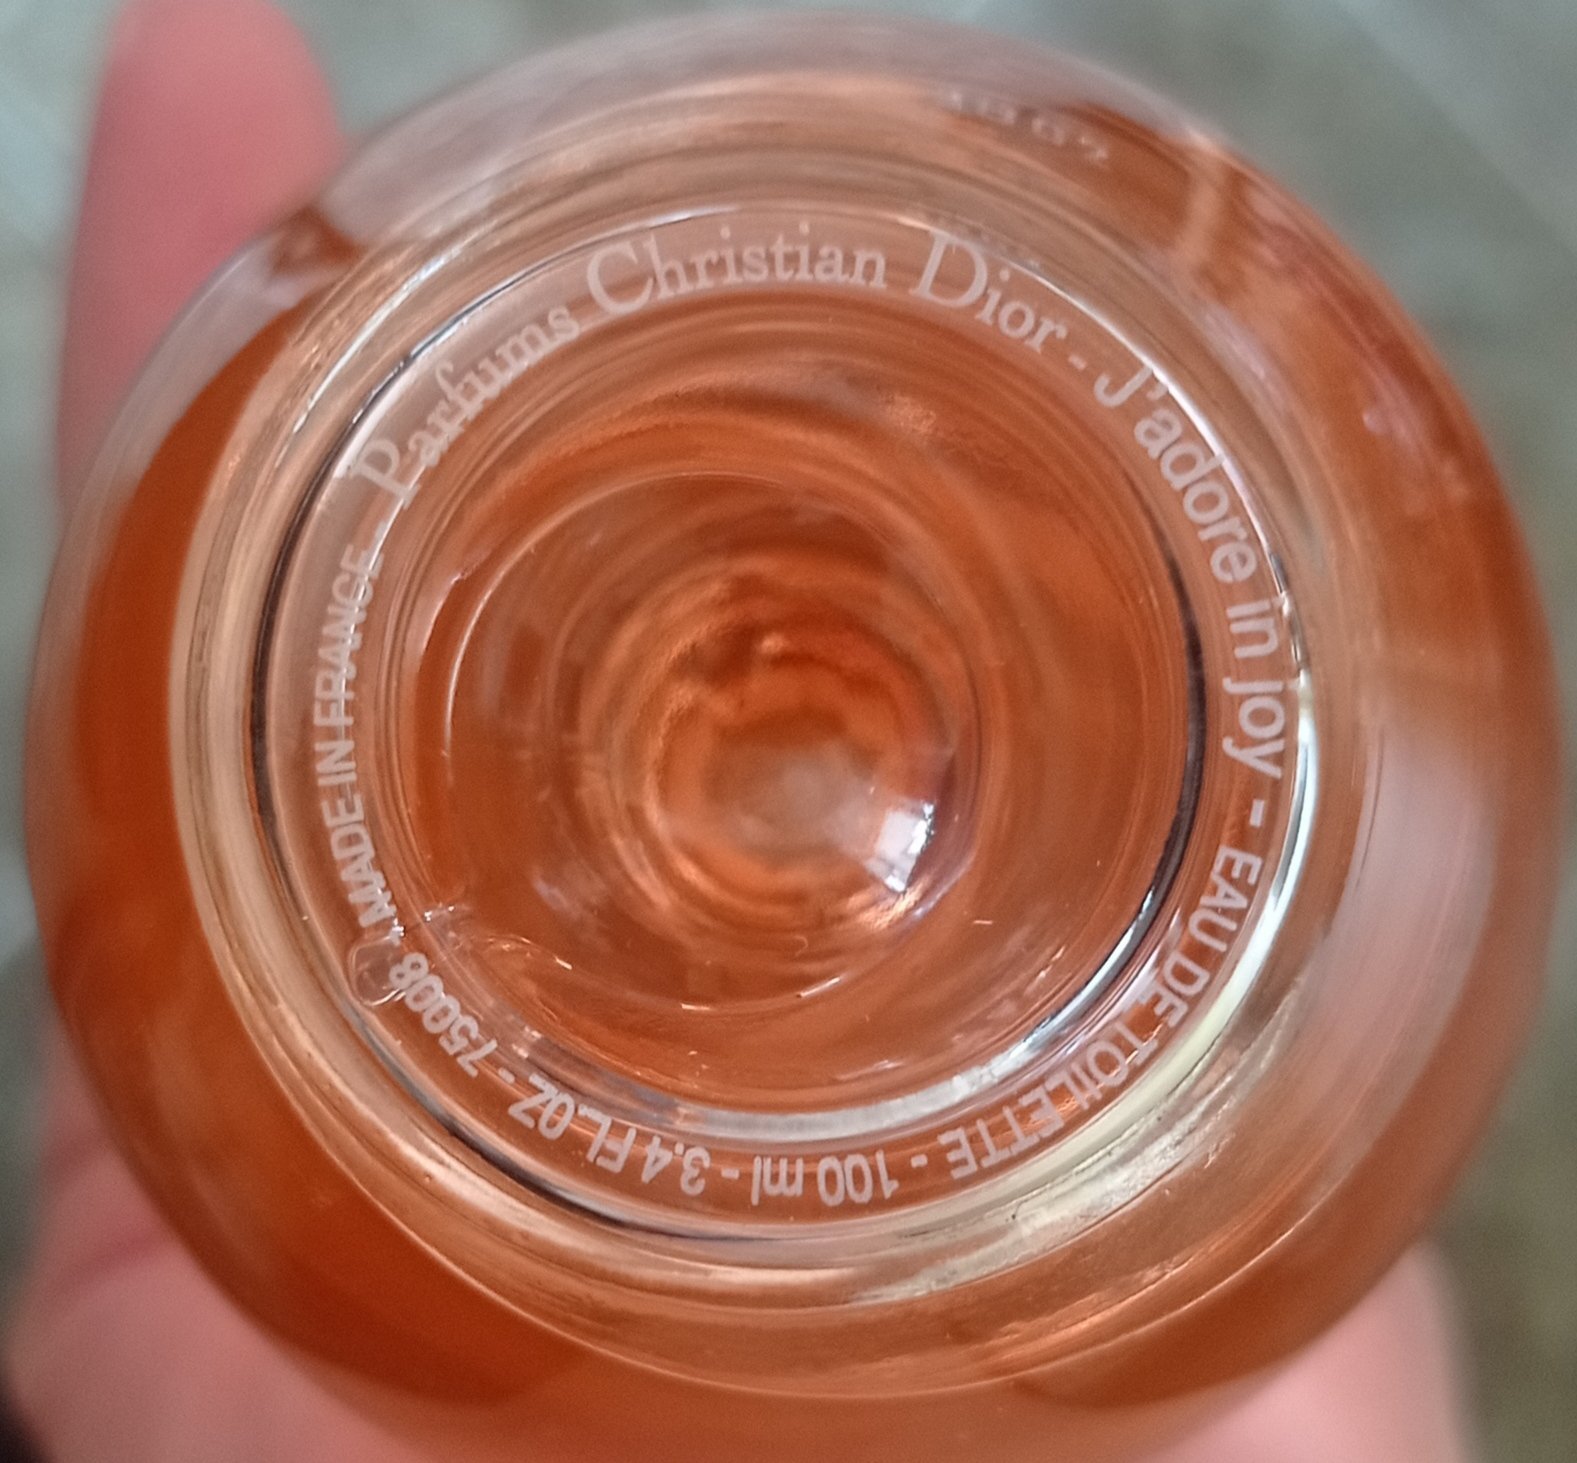 Parfums Christian Dior - J'adore in joy - EAU DE TOILETTE - 100 ml - 3.4 FL.OZ - 75008 MADE IN FRANCE -